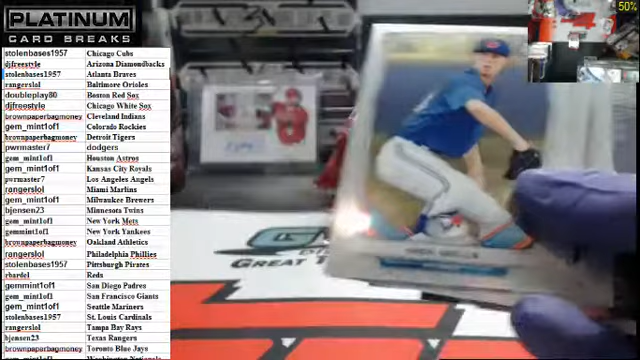 PLATINUM
CARD BREAKS
50%
stolenbases1957 Chicago Cubs
djfreestyle Arizona Diamondbacks
stolenbases1957 Atlanta Braves
rangerslol Baltimore Orioles
doubleplay80 Boston Red Sox
djfreestyle Chicago White Sox
brownpaperbagmoney Cleveland Indians
gem_mint1of1 Colorado Rockies
brownpaperbagmoney Detroit Tigers
pwrmaster7 dodgers
gem_mint1of1 Houston Astros
gem_mint1of1 Kansas City Royals
pwrmaster7 Los Angeles Angels
rangerslol Miami Marlins
gem_mint1of1 Milwaukee Brewers
bjensen23 Minnesota Twins
gem_mint1of1 New York Mets
gemmint1of1 New York Yankees
brownpaperbagmoney Oakland Athletics
rangerslol Philadelphia Phillies
stolenbases1957 Pittsburgh Pirates
rbardel Reds
gemmint1of1 San Diego Padres
gem_mint1of1 San Francisco Giants
gem_mint1of1 Seattle Mariners
stolenbases1957 St. Louis Cardinals
rangerslol Tampa Bay Rays
bjensen23 Texas Rangers
brownpaperbagmoney Toronto Blue Jays
gem_mint1of1 Washington Nationals
GREAT